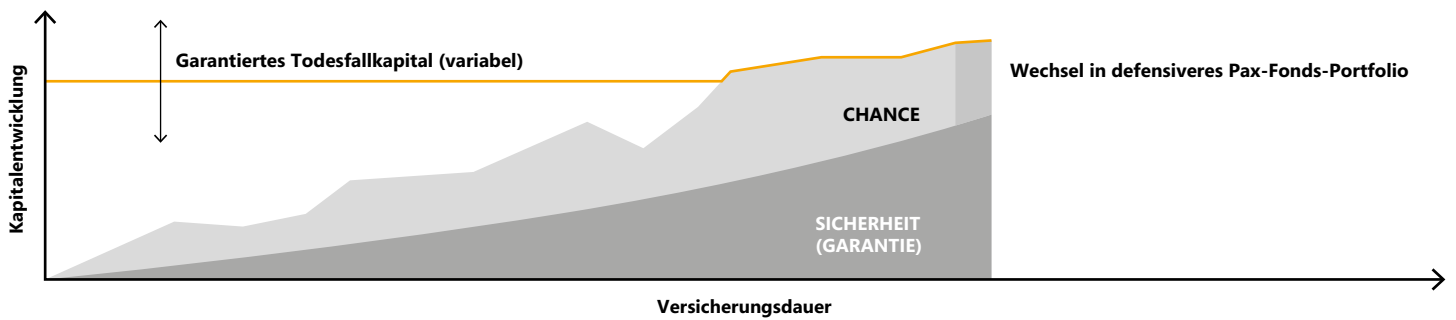 Garantiertes Todesfallkapital (variabel)
Wechsel in defensiveres Pax-Fonds-Portfolio
CHANCE
SICHERHEIT
(GARANTIE)
Kapitalentwicklung
Versicherungsdauer